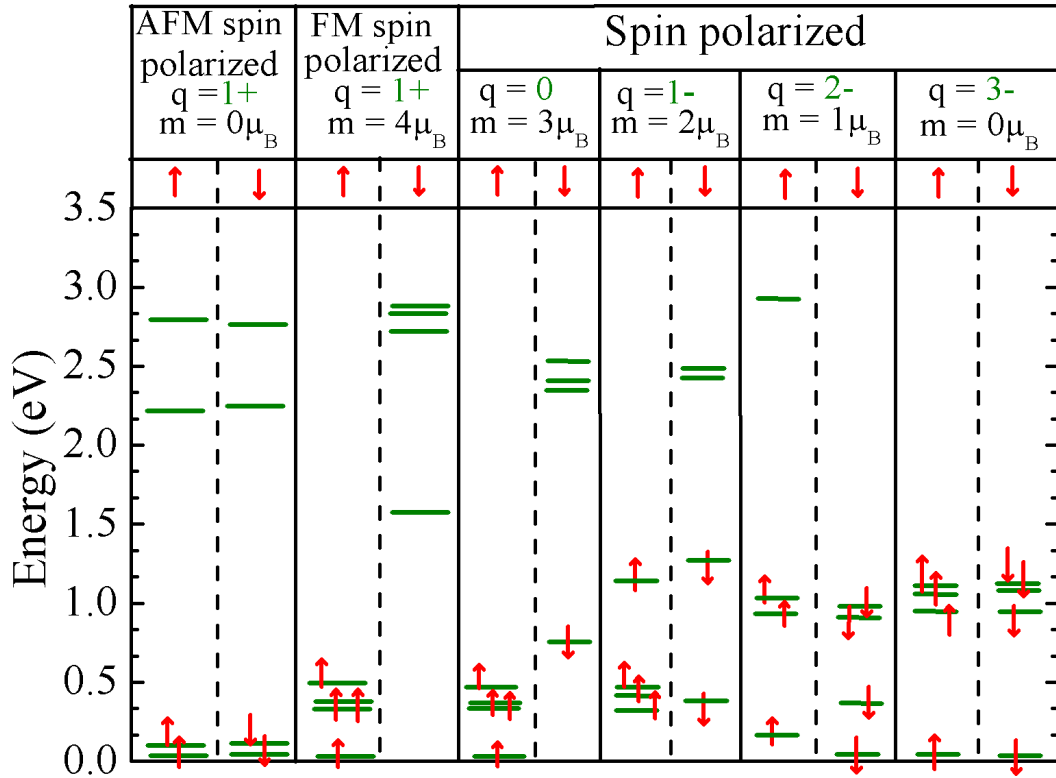 AFM spin
polarized
q = 1+
m = 0μB
FM spin
polarized
q = 1+
m = 4μB
Spin polarized
q = 0
m = 3μB
q =1-
m = 2μB
q = 2-
m = 1μB
q = 3-
m = 0μB
Energy (eV)
3.5
3.0
2.5
2.0
1.5
1.0
0.5
0.0